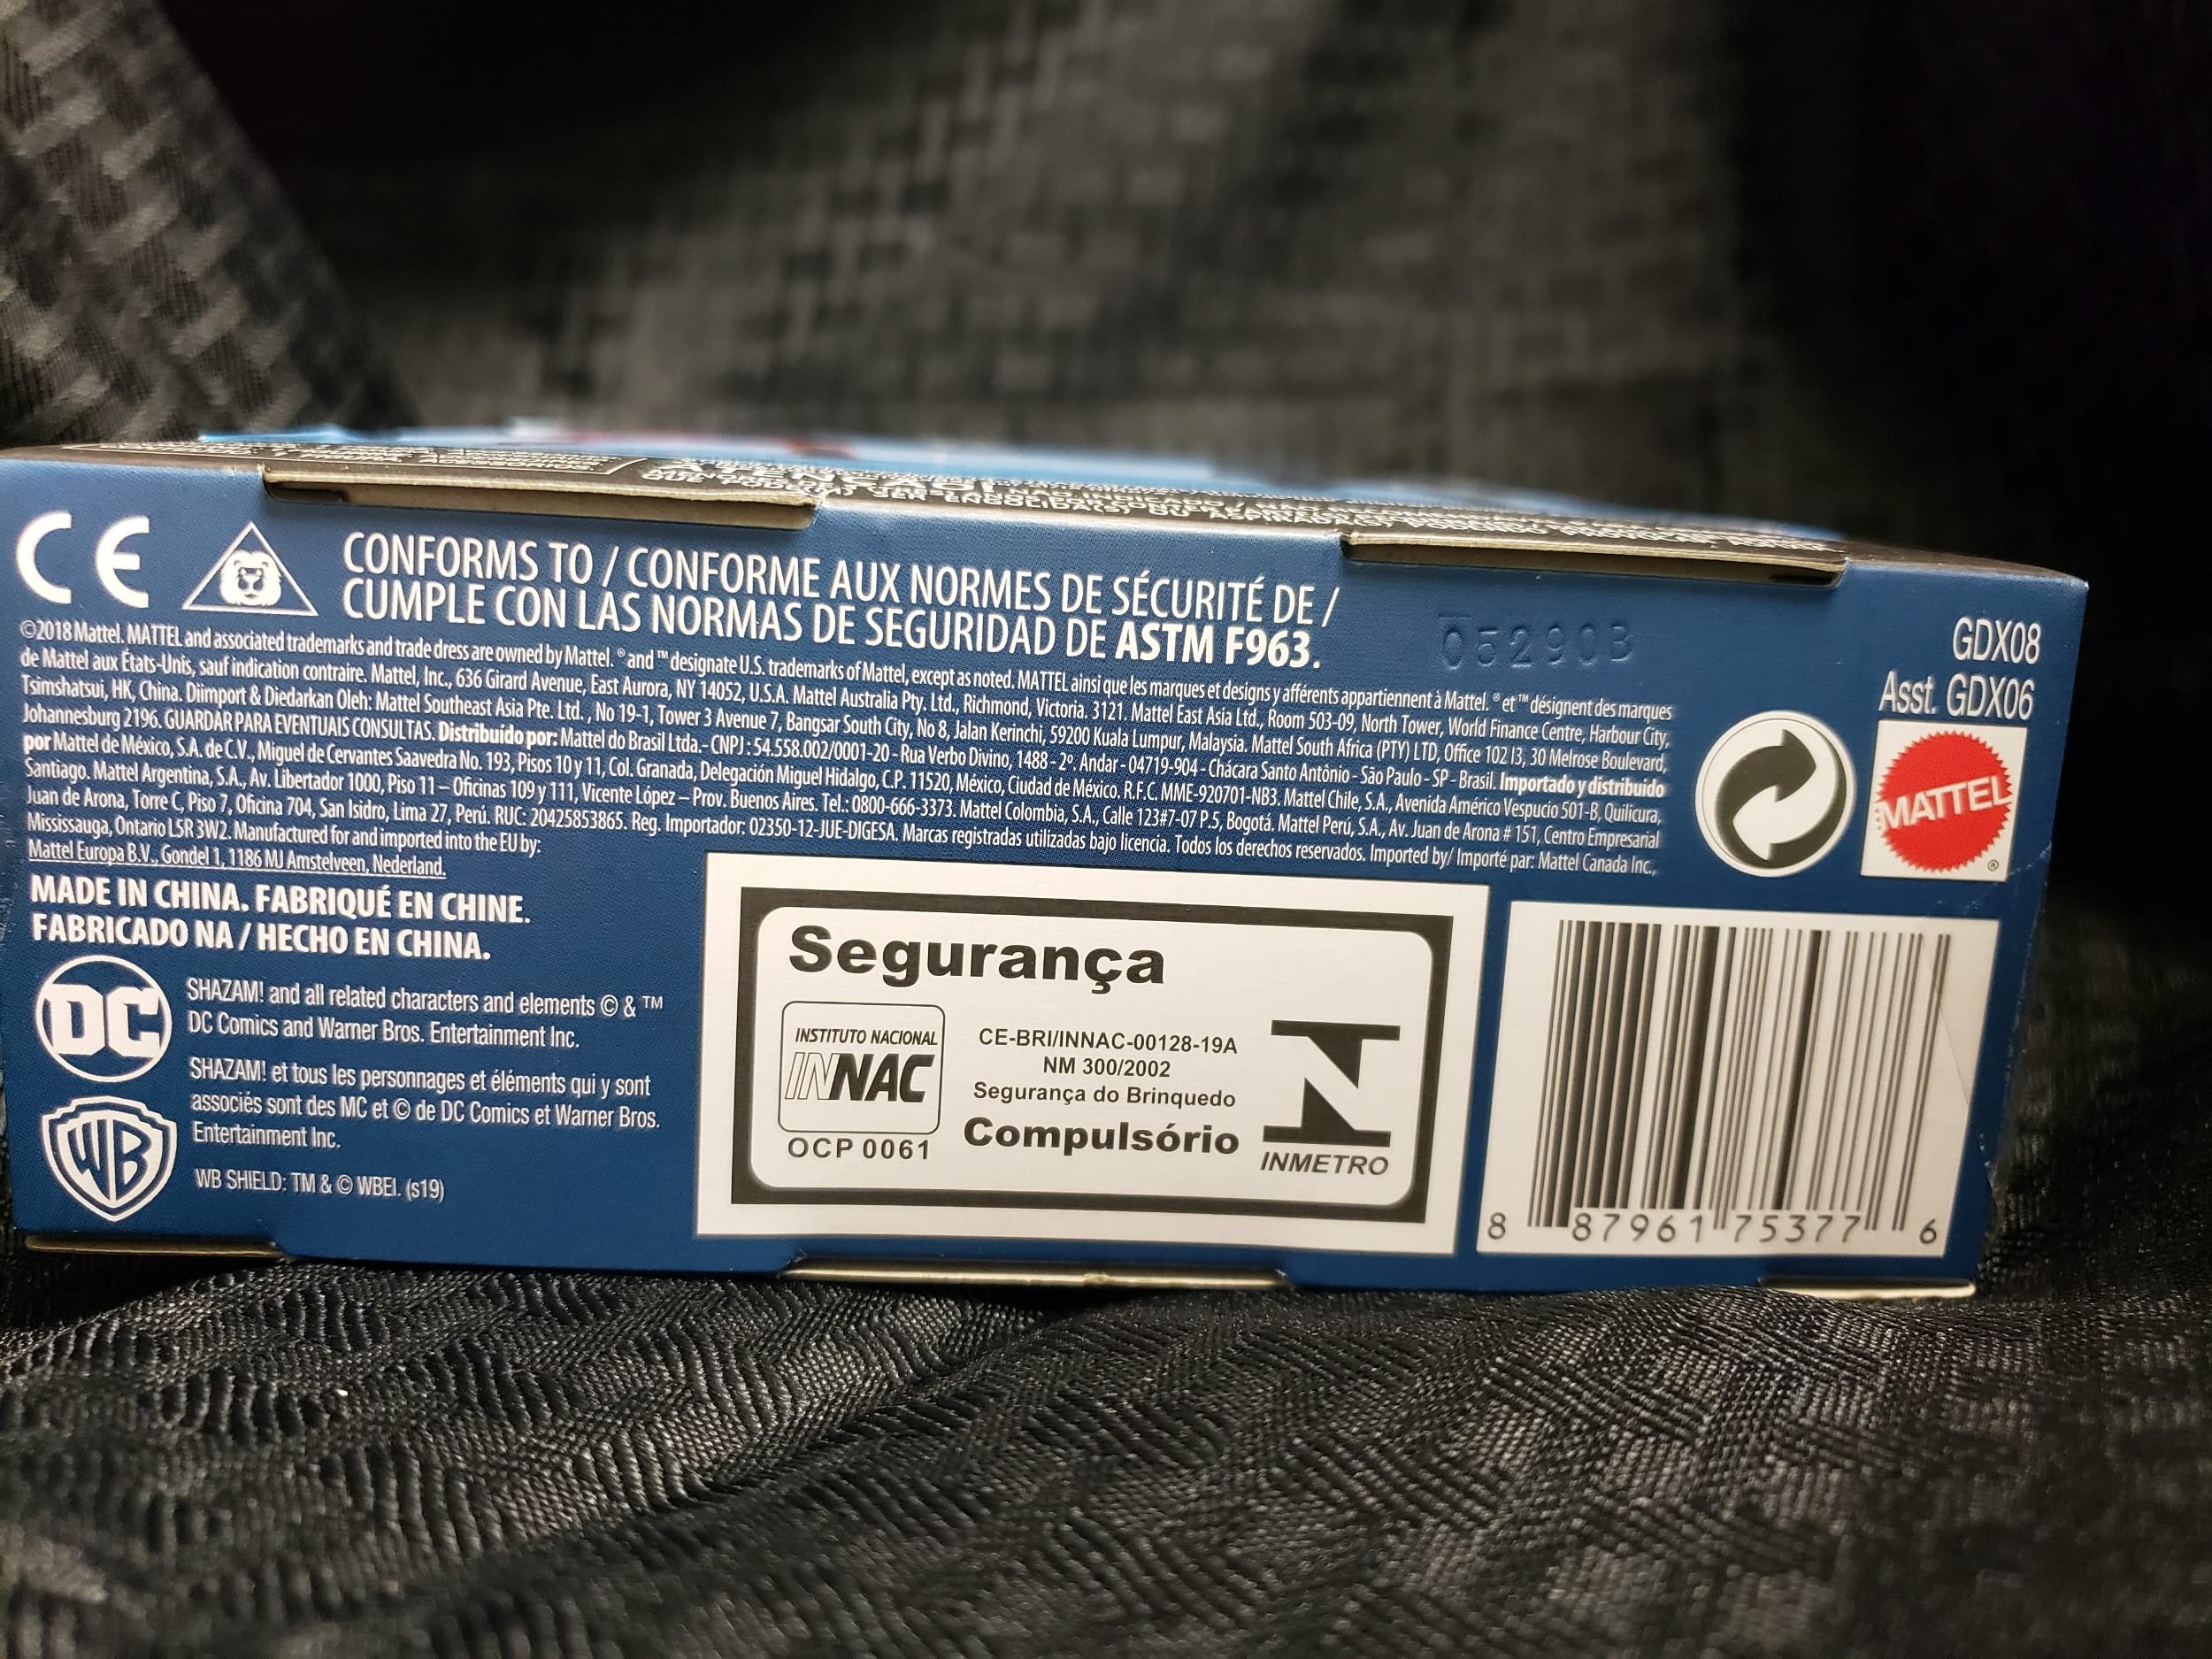 CE
CONFORMS TO / CONFORME AUX NORMES DE SÉCURITÉ DE /
CUMPLE CON LAS NORMAS DE SEGURIDAD DE ASTM F963.
052903
GDX08
Asst. GDX06
©2018 Mattel. MATTEL and associated trademarks and trade dress are owned by Mattel. ® and ™ designate U.S. trademarks of Mattel, except as noted. MATTEL ainsi que les marques et designs y afférents appartiennent à Mattel. ® et ™ désignent des marques
de Mattel aux États-Unis, sauf indication contraire. Mattel, Inc., 636 Girard Avenue, East Aurora, NY 14052, U.S.A. Mattel Australia Pty. Ltd., Richmond, Victoria. 3121. Mattel East Asia Ltd., Room 503-09, North Tower, World Finance Centre, Harbour City,
Tsimshatsui, HK, China. Diimport & Diedarkan Oleh: Mattel Southeast Asia Pte. Ltd., No 19-1, Tower 3 Avenue 7, Bangsar South City, No 8, Jalan Kerinchi, 59200 Kuala Lumpur, Malaysia. Mattel South Africa (PTY) LTD, Office 102 I3, 30 Melrose Boulevard,
Johannesburg 2196. GUARDAR PARA EVENTUAIS CONSULTAS. Distribuido por: Mattel do Brasil Ltda.- CNPJ : 54.558.002/0001-20 - Rua Verbo Divino, 1488 - 2º. Andar - 04719-904 - Chácara Santo Antônio - São Paulo - SP - Brasil. Importado y distribuido
por Mattel de México, S.A. de C.V., Miguel de Cervantes Saavedra No. 193, Pisos 10 y 11, Col. Granada, Delegación Miguel Hidalgo, C.P. 11520, México, Ciudad de México. R.F.C. MME-920701-NB3. Mattel Chile, S.A., Avenida Américo Vespucio 501-B, Quilicura,
Santiago. Mattel Argentina, S.A., Av. Libertador 1000, Piso 11 – Oficinas 109 y 111, Vicente López – Prov. Buenos Aires. Tel.: 0800-666-3373. Mattel Colombia, S.A., Calle 123#7-07 P.5, Bogotá. Mattel Perú, S.A., Av. Juan de Arona # 151, Centro Empresarial
Juan de Arona, Torre C, Piso 7, Oficina 704, San Isidro, Lima 27, Perú. RUC: 20425853865. Reg. Importador: 02350-12-JUE-DIGESA. Marcas registradas utilizadas bajo licencia. Todos los derechos reservados. Imported by/ Importé par: Mattel Canada Inc.,
Mississauga, Ontario L5R 3W2. Manufactured for and imported into the EU by:
Mattel Europa B.V., Gondel 1, 1186 MJ Amstelveen, Nederland.
MATTEL
®
MADE IN CHINA. FABRIQUÉ EN CHINE.
FABRICADO NA / HECHO EN CHINA.
DC
SHAZAM! and all related characters and elements © & ™
DC Comics and Warner Bros. Entertainment Inc.
SHAZAM! et tous les personnages et éléments qui y sont
associés sont des MC et © de DC Comics et Warner Bros.
Entertainment Inc.
WB
WB SHIELD: TM & © WBEI. (s19)
Segurança
INSTITUTO NACIONAL
INNAC
OCP 0061
CE-BRI/INNAC-00128-19A
NM 300/2002
Segurança do Brinquedo
Compulsório
INMETRO
8 87961 75377 6